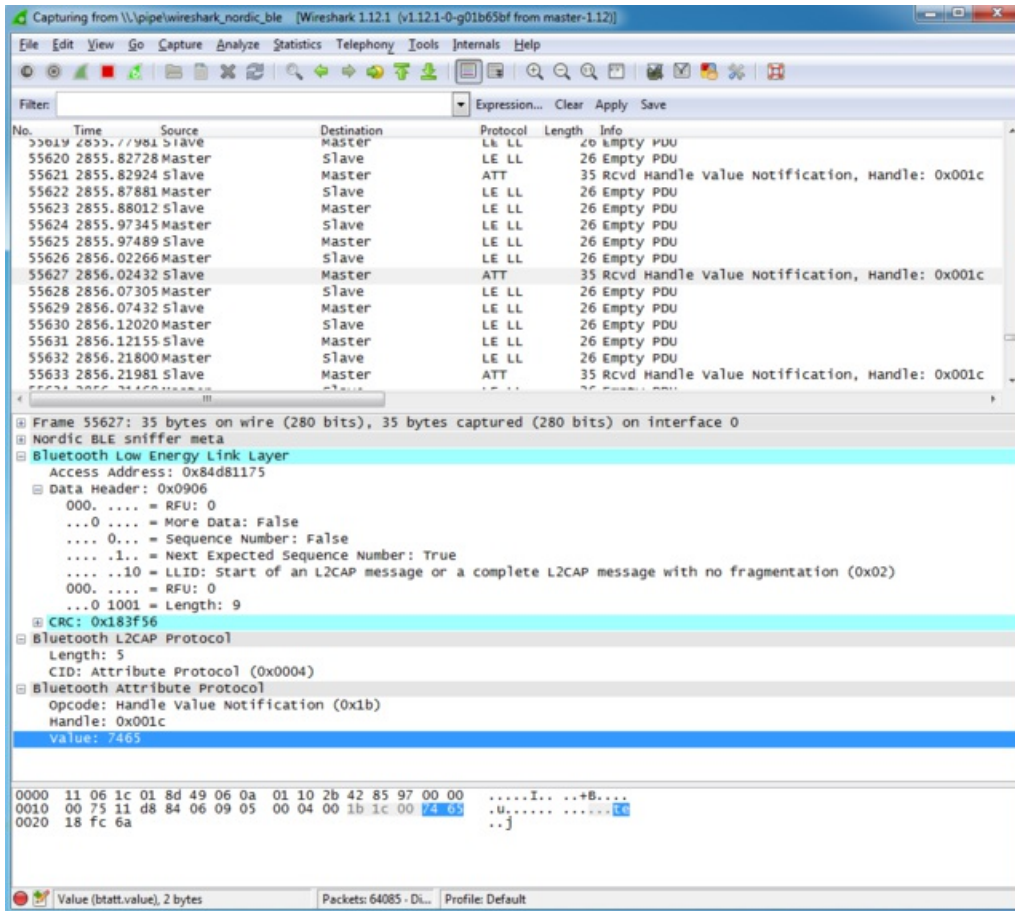 Capturing from \\.\pipe\wireshark_nordic_ble [Wireshark 1.12.1 (v1.12.1-0-g01b65bf from master-1.12)]
File Edit View Go Capture Analyze Statistics Telephony Tools Internals Help
Filter: Expression... Clear Apply Save
No. Time Source Destination Protocol Length Info
55619 2855.77981 Slave Master LE LL 26 Empty PDU
55620 2855.82728 Master Slave LE LL 26 Empty PDU
55621 2855.82924 Slave Master ATT 35 Rcvd Handle Value Notification, Handle: 0x001c
55622 2855.87881 Master Slave LE LL 26 Empty PDU
55623 2855.88012 Slave Master LE LL 26 Empty PDU
55624 2855.97345 Master Slave LE LL 26 Empty PDU
55625 2855.97489 Slave Master LE LL 26 Empty PDU
55626 2856.02266 Master Slave LE LL 26 Empty PDU
55627 2856.02432 Slave Master ATT 35 Rcvd Handle Value Notification, Handle: 0x001c
55628 2856.07305 Master Slave LE LL 26 Empty PDU
55629 2856.07432 Slave Master LE LL 26 Empty PDU
55630 2856.12020 Master Slave LE LL 26 Empty PDU
55631 2856.12155 Slave Master LE LL 26 Empty PDU
55632 2856.21800 Master Slave LE LL 26 Empty PDU
55633 2856.21981 Slave Master ATT 35 Rcvd Handle Value Notification, Handle: 0x001c
Frame 55627: 35 bytes on wire (280 bits), 35 bytes captured (280 bits) on interface 0
Nordic BLE sniffer meta
Bluetooth Low Energy Link Layer
Access Address: 0x84d81175
Data Header: 0x0906
000. .... = RFU: 0
...0 .... = More Data: False
.... 0... = Sequence Number: False
.... .1.. = Next Expected Sequence Number: True
.... ..10 = LLID: Start of an L2CAP message or a complete L2CAP message with no fragmentation (0x02)
000. .... = RFU: 0
...0 1001 = Length: 9
CRC: 0x183f56
Bluetooth L2CAP Protocol
Length: 5
CID: Attribute Protocol (0x0004)
Bluetooth Attribute Protocol
Opcode: Handle Value Notification (0x1b)
Handle: 0x001c
Value: 7465
0000 11 06 1c 01 8d 49 06 0a 01 10 2b 42 85 97 00 00 .....I.. ..+B....
0010 00 75 11 d8 84 06 09 05 00 04 00 1b 1c 00 74 65 .u...... ......te
0020 18 fc 6a ..j
Value (btatt.value), 2 bytes Packets: 64085 · Di... Profile: Default